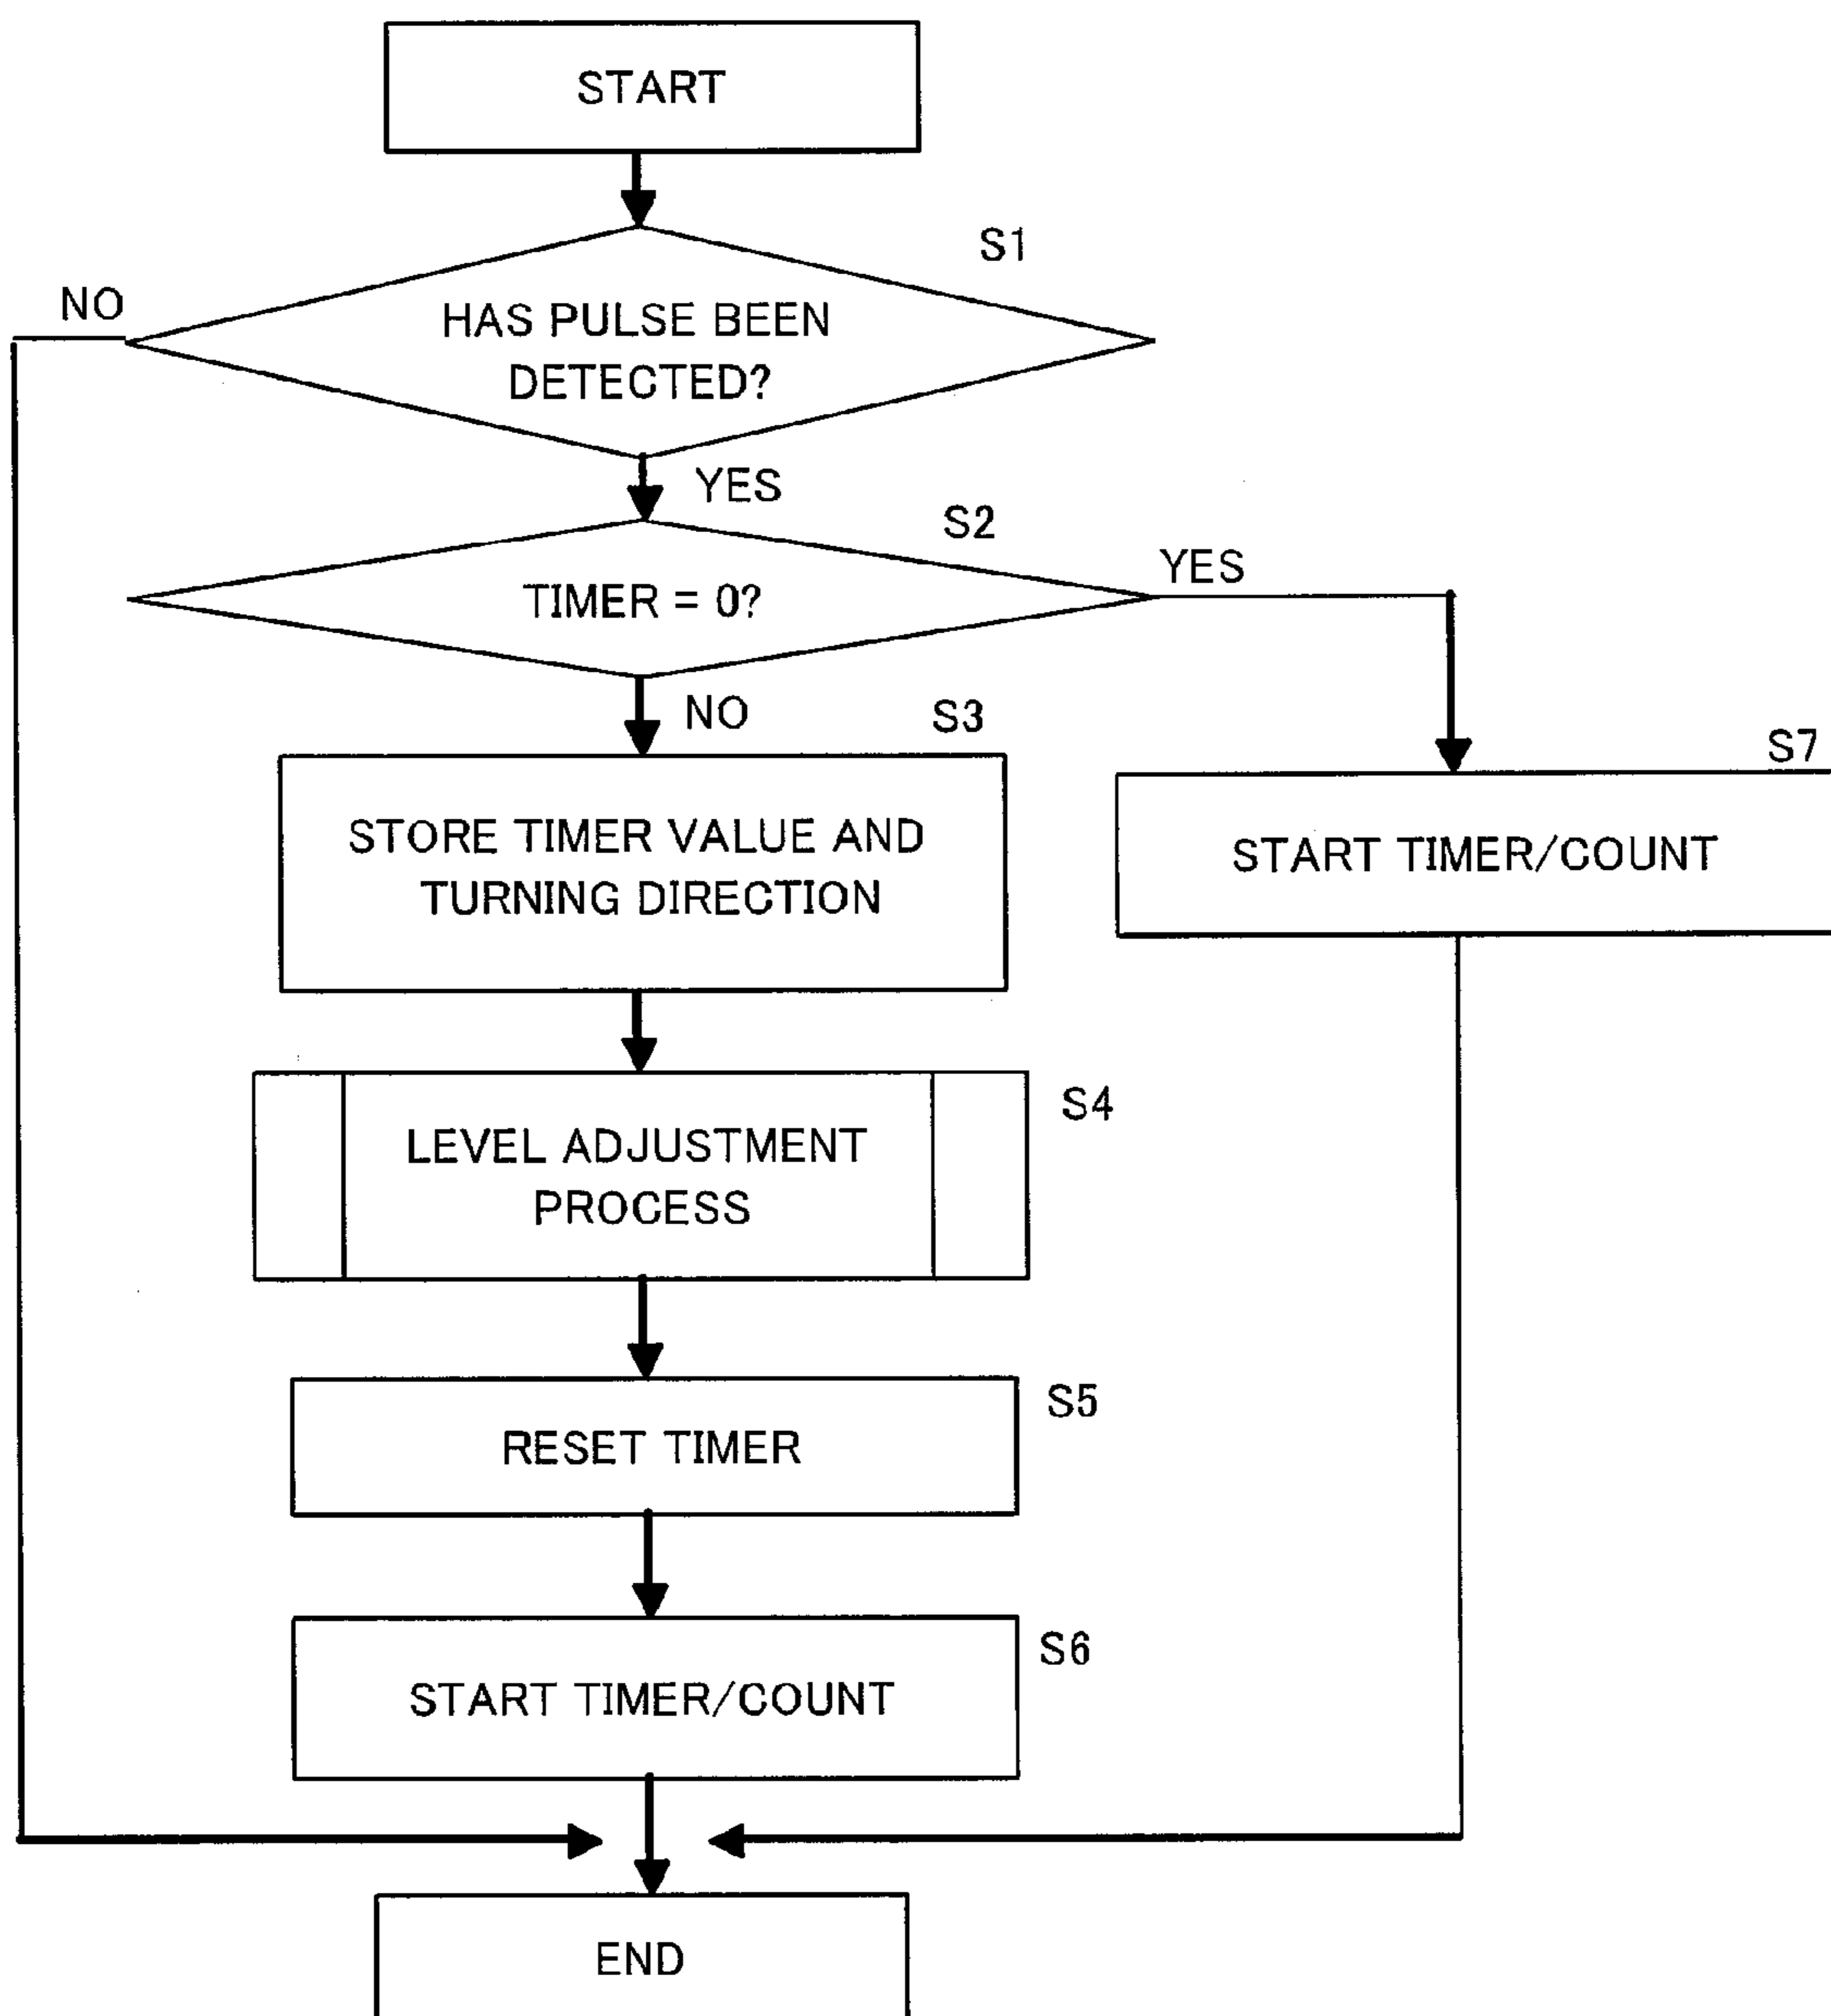 START
S1
NO
HAS PULSE BEEN
DETECTED?
YES
S2
YES
TIMER = 0?
NO
S3
S7
STORE TIMER VALUE AND
TURNING DIRECTION
START TIMER/COUNT
S4
LEVEL ADJUSTMENT
PROCESS
S5
RESET TIMER
S6
START TIMER/COUNT
END